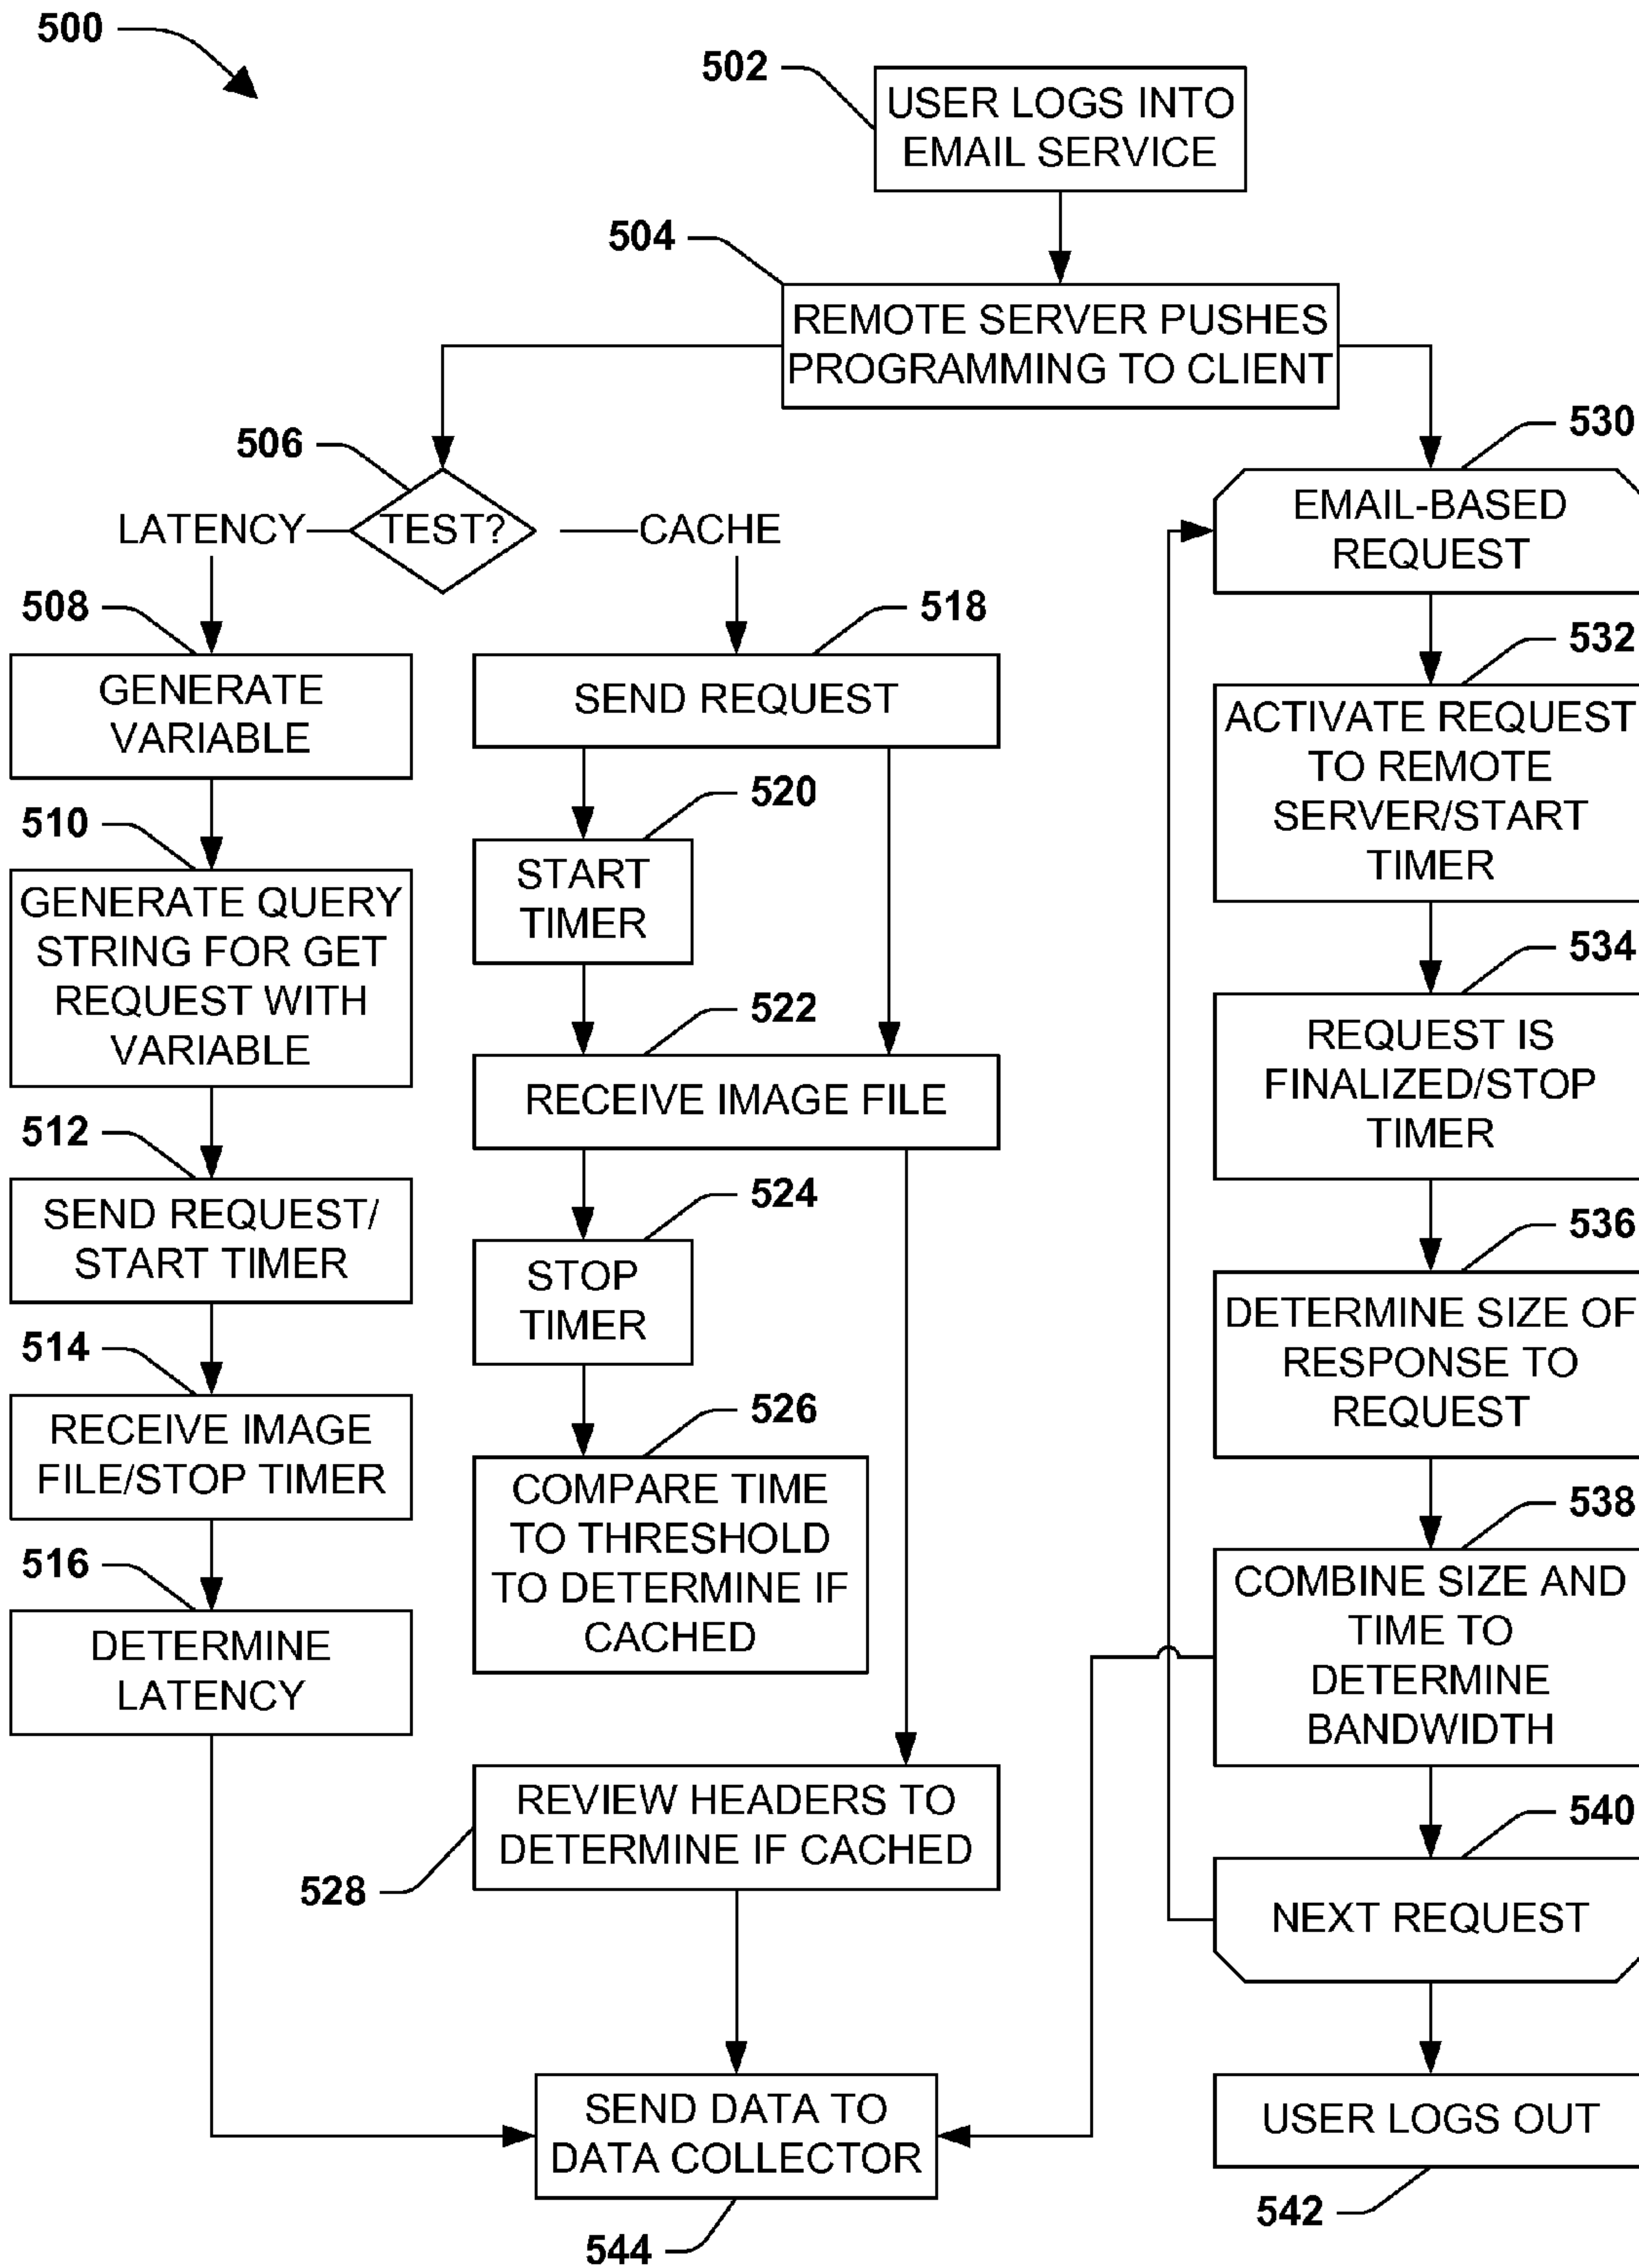 500
502
USER LOGS INTO
EMAIL SERVICE
504
REMOTE SERVER PUSHES
PROGRAMMING TO CLIENT
506
TEST?
LATENCY
CACHE
508
GENERATE
VARIABLE
510
GENERATE QUERY
STRING FOR GET
REQUEST WITH
VARIABLE
512
SEND REQUEST/
START TIMER
514
RECEIVE IMAGE
FILE/STOP TIMER
516
DETERMINE
LATENCY
518
SEND REQUEST
520
START
TIMER
522
RECEIVE IMAGE FILE
524
STOP
TIMER
526
COMPARE TIME
TO THRESHOLD
TO DETERMINE IF
CACHED
528
REVIEW HEADERS TO
DETERMINE IF CACHED
530
EMAIL-BASED
REQUEST
532
ACTIVATE REQUEST
TO REMOTE
SERVER/START
TIMER
534
REQUEST IS
FINALIZED/STOP
TIMER
536
DETERMINE SIZE OF
RESPONSE TO
REQUEST
538
COMBINE SIZE AND
TIME TO
DETERMINE
BANDWIDTH
540
NEXT REQUEST
USER LOGS OUT
542
SEND DATA TO
DATA COLLECTOR
544